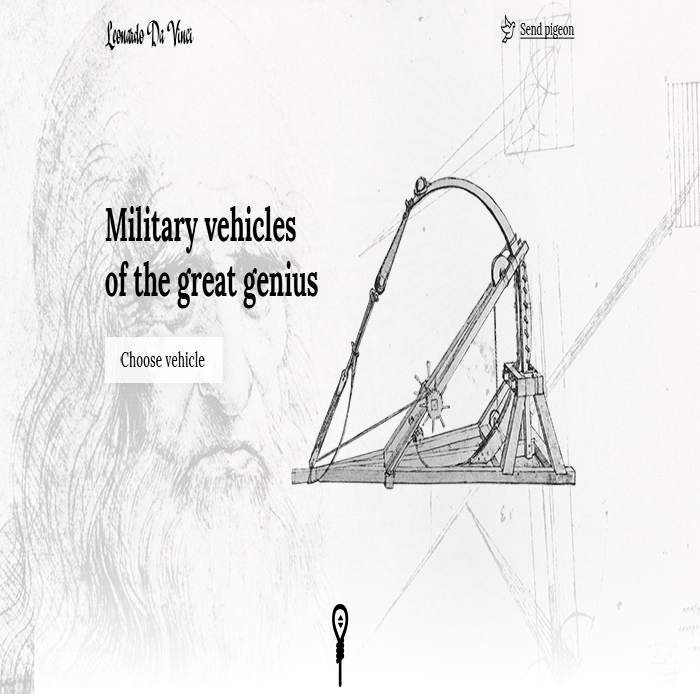 Leonardo Da Vinci
Send pigeon
Military vehicles
of the great genius
Choose vehicle